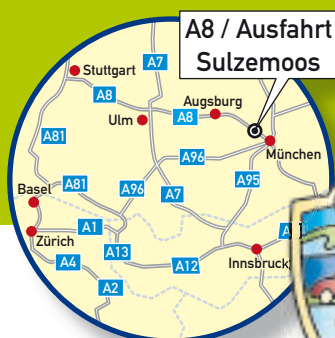 A8 / Ausfahrt
Sulzemoos
Stuttgart
A7
A8
Augsburg
Ulm
A8
A81
München
A96
Basel
A81
A96
A7
A95
Zürich
A1
A4
A13
A12
Innsbruck
A2